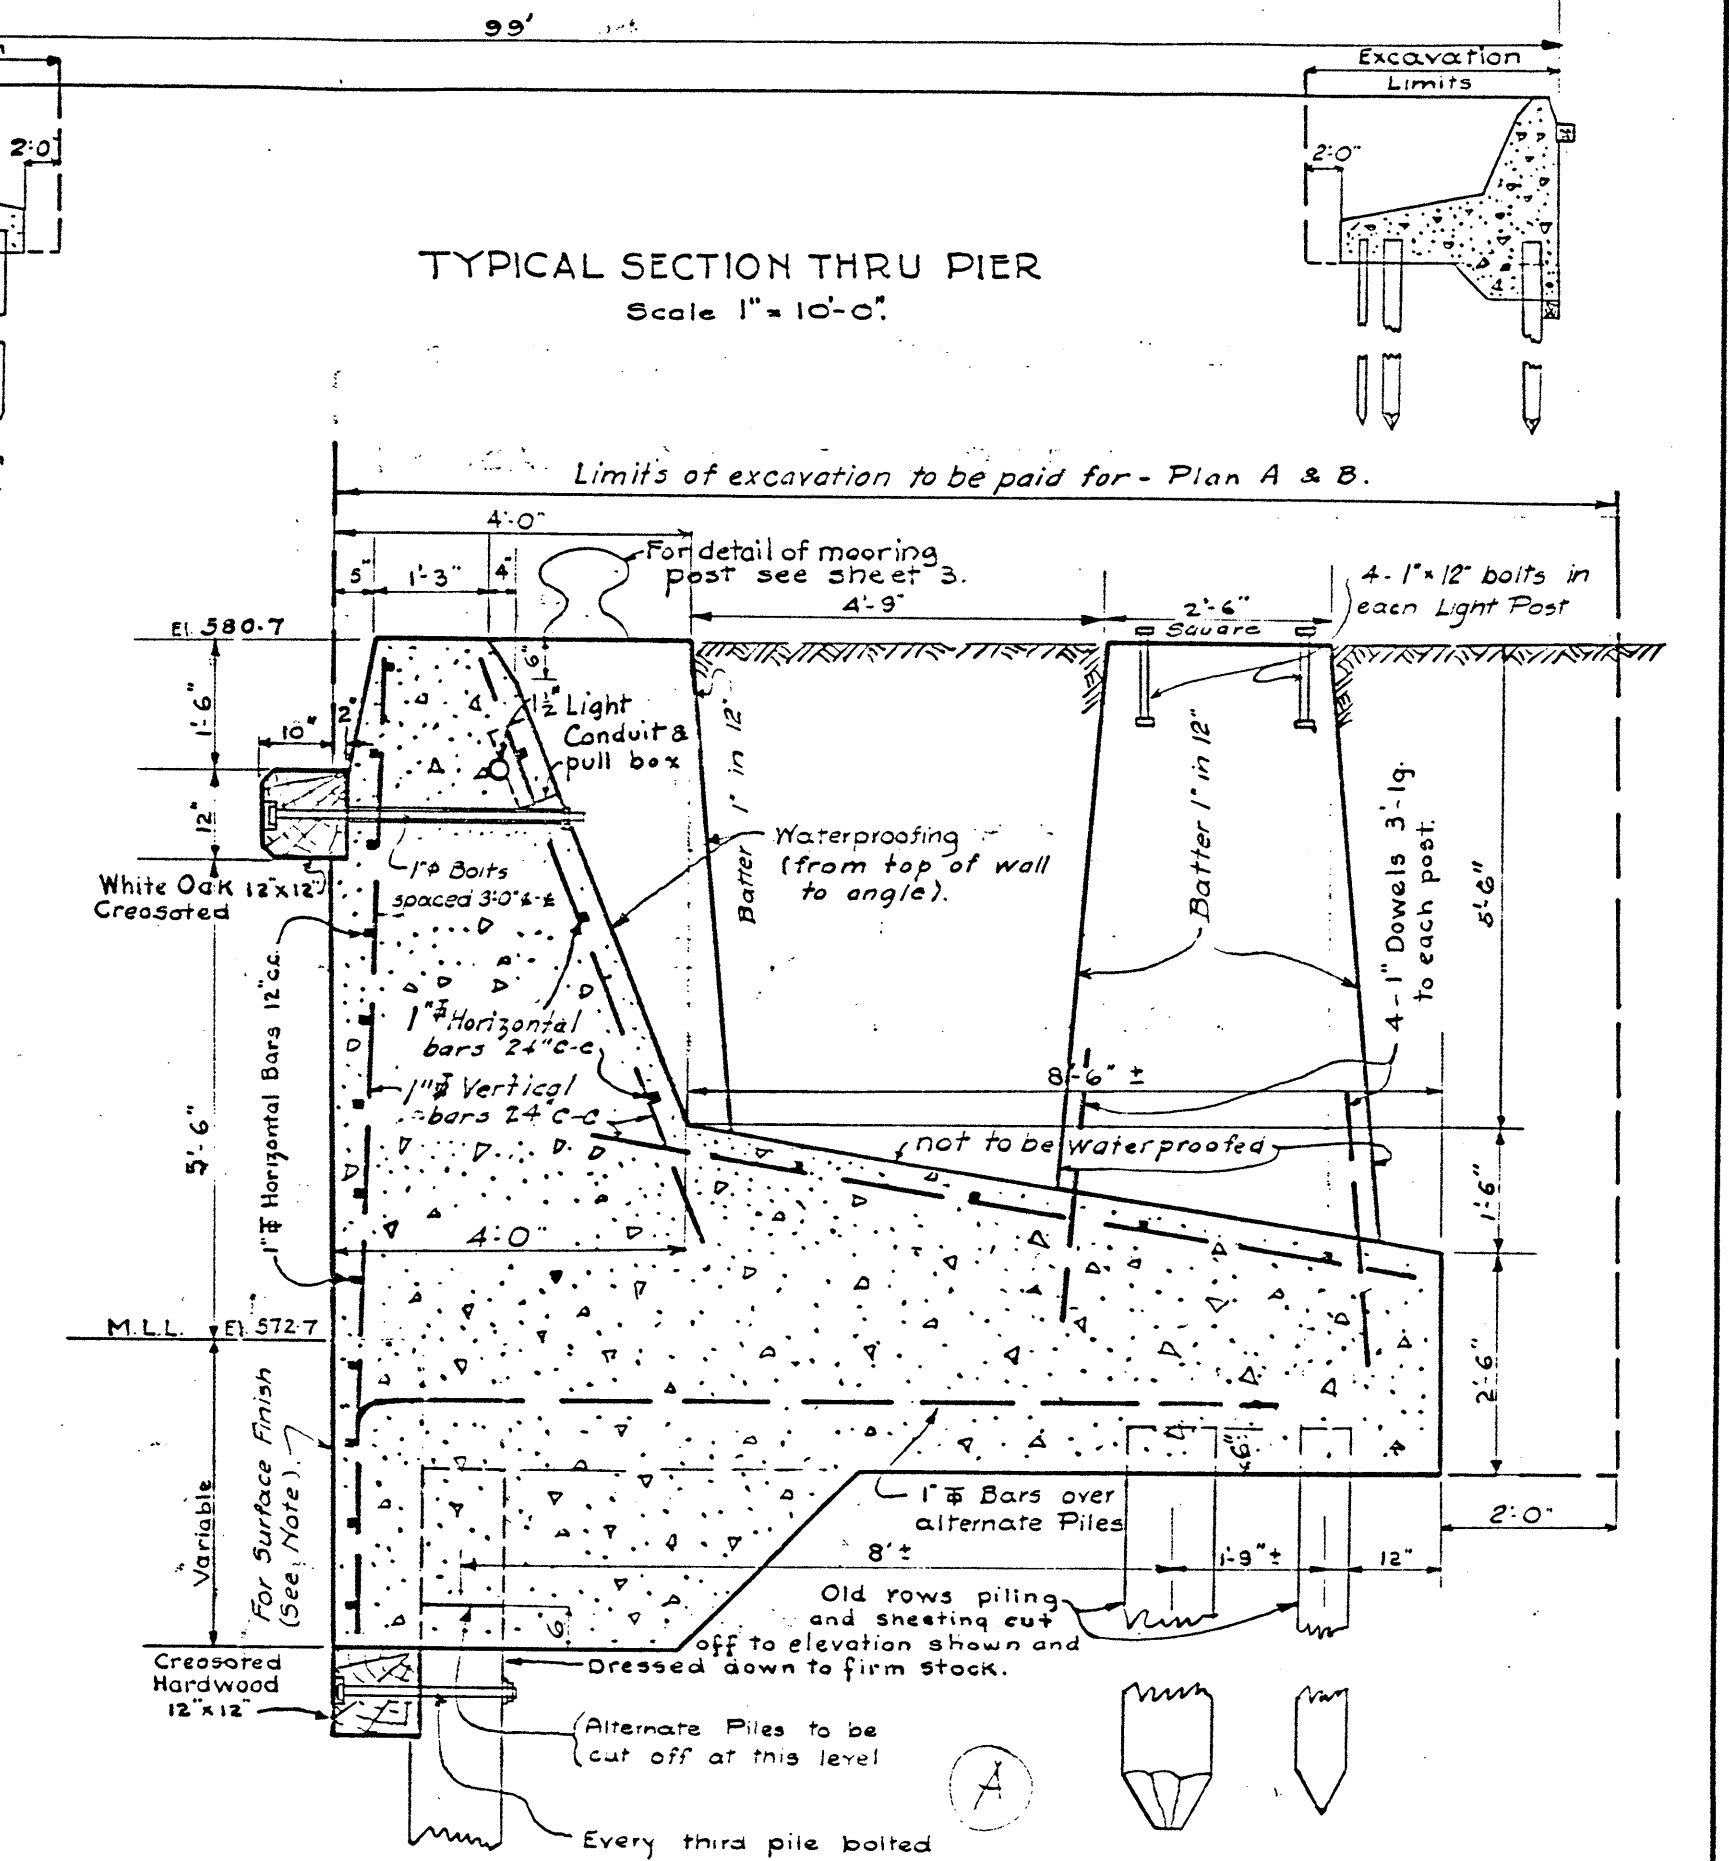 99'
Excavation
Limits
2'-0"
2'-0"
TYPICAL SECTION THRU PIER
Scale 1" = 10'-0".
Limits of excavation to be paid for - Plan A & B.
4'-0"
For detail of mooring
post see sheet 3.
5"
1'-3"
4"
4'-9"
2'-6"
Square
4 - 1" x 12" bolts in
each Light Post
El. 580.7
6"
1'-6"
10"
2"
1½" Light
Conduit &
pull box
Batter 1" in 12"
Batter 1" in 12"
12"
1"φ Bolts
spaced 3'-0" ¢-¢
White Oak 12"x12"
Creosoted
Waterproofing
(from top of wall
to angle).
4 - 1" Dowels 3'-lg.
to each post.
5'-6"
1" Horizontal Bars 12" c.c.
1" Horizontal
bars 24" c-c
1" Vertical
bars 24" c-c
8'-6" ±
not to be waterproofed
5'-6"
1'-6"
4'-0"
M.L.L. El. 572.7
2'-6"
For Surface Finish
(See Note).
Variable
6"
1" Bars over
alternate Piles
2'-0"
8' ±
1'-9" ±
12"
Old rows piling
and sheeting cut
off to elevation shown and
Dressed down to firm stock.
6"
Creosoted
Hardwood
12" x 12"
(Alternate Piles to be
cut off at this level
A
Every third pile bolted